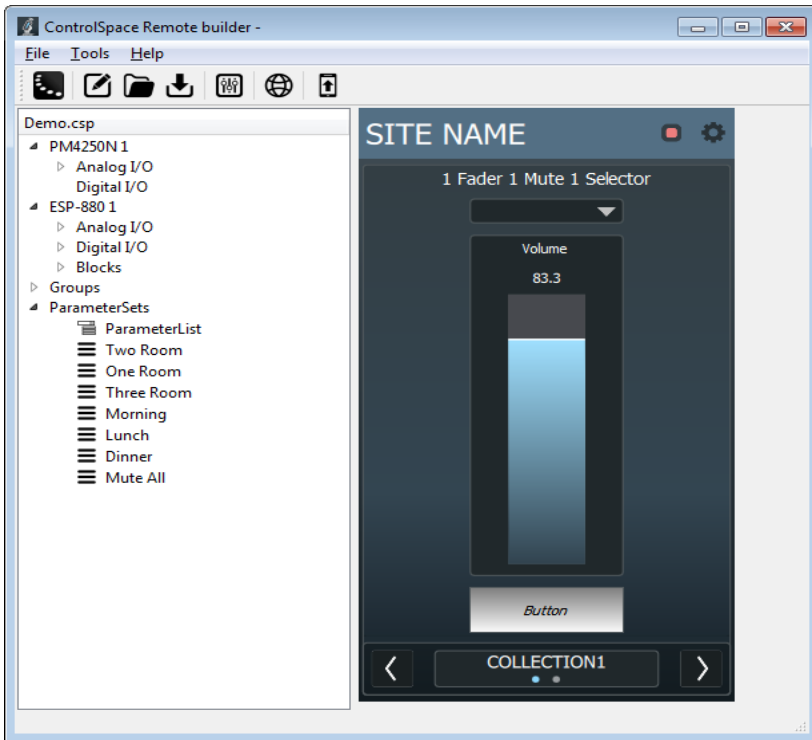 ControlSpace Remote builder -
File Tools Help
Demo.csp
PM4250N 1
Analog I/O
Digital I/O
ESP-880 1
Analog I/O
Digital I/O
Blocks
Groups
ParameterSets
ParameterList
Two Room
One Room
Three Room
Morning
Lunch
Dinner
Mute All
SITE NAME
1 Fader 1 Mute 1 Selector
Volume
83.3
Button
COLLECTION1